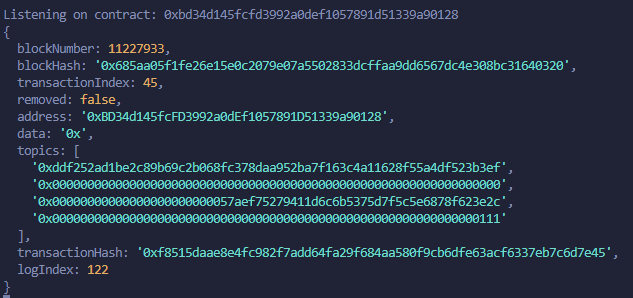 Listening on contract: 0xbd34d145fcfd3992a0def1057891d51339a90128
{
  blockNumber: 11227933,
  blockHash: '0x685aa05f1fe26e15e0c2079e07a5502833dcffaa9dd6567dc4e308bc31640320',
  transactionIndex: 45,
  removed: false,
  address: '0xBD34d145fcFD3992a0dEf1057891D51339a90128',
  data: '0x',
  topics: [
    '0xddf252ad1be2c89b69c2b068fc378daa952ba7f163c4a11628f55a4df523b3ef',
    '0x0000000000000000000000000000000000000000000000000000000000000000',
    '0x00000000000000000000000057aef75279411d6c6b5375d7f5c5e6878f623e2c',
    '0x0000000000000000000000000000000000000000000000000000000000000111'
  ],
  transactionHash: '0xf8515daae8e4fc982f7add64fa29f684aa580f9cb6dfe63acf6337eb7c6d7e45',
  logIndex: 122
}